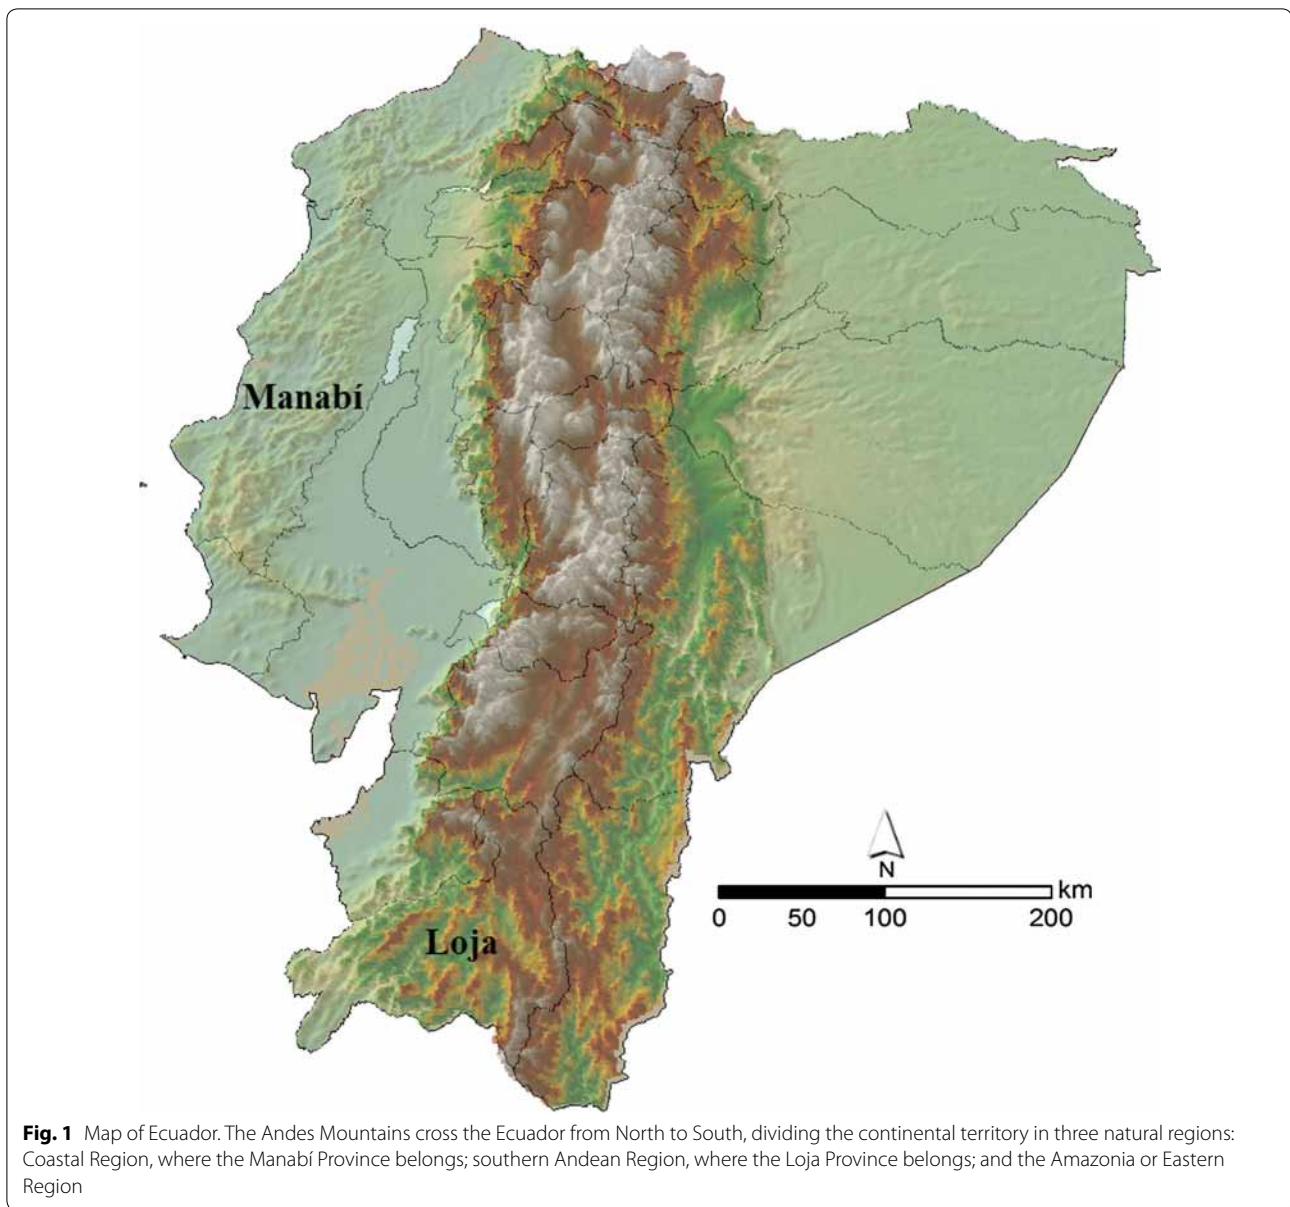 Manabí
Loja
N
km
0 50 100 200
Fig. 1 Map of Ecuador. The Andes Mountains cross the Ecuador from North to South, dividing the continental territory in three natural regions:
Coastal Region, where the Manabí Province belongs; southern Andean Region, where the Loja Province belongs; and the Amazonia or Eastern
Region